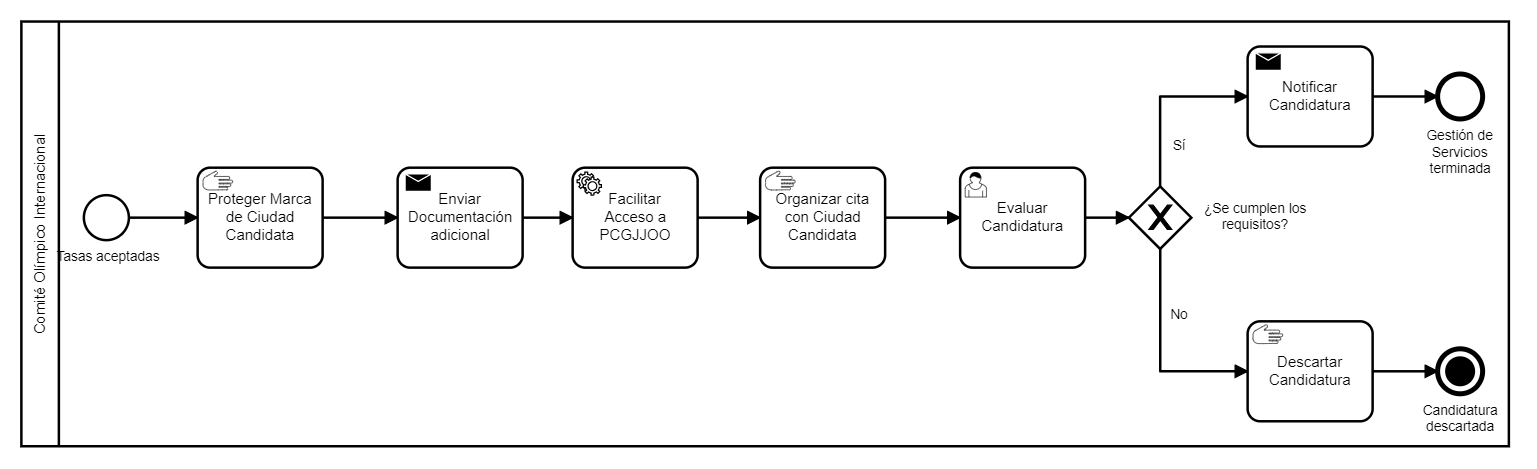 Comité Olímpico Internacional
Tasas aceptadas
Proteger Marca
de Ciudad
Candidata
Enviar
Documentación
adicional
Facilitar
Acceso a
PCGJJOO
Organizar cita
con Ciudad
Candidata
Evaluar
Candidatura
¿Se cumplen los
requisitos?
Sí
Notificar
Candidatura
Gestión de
Servicios
terminada
No
Descartar
Candidatura
Candidatura
descartada